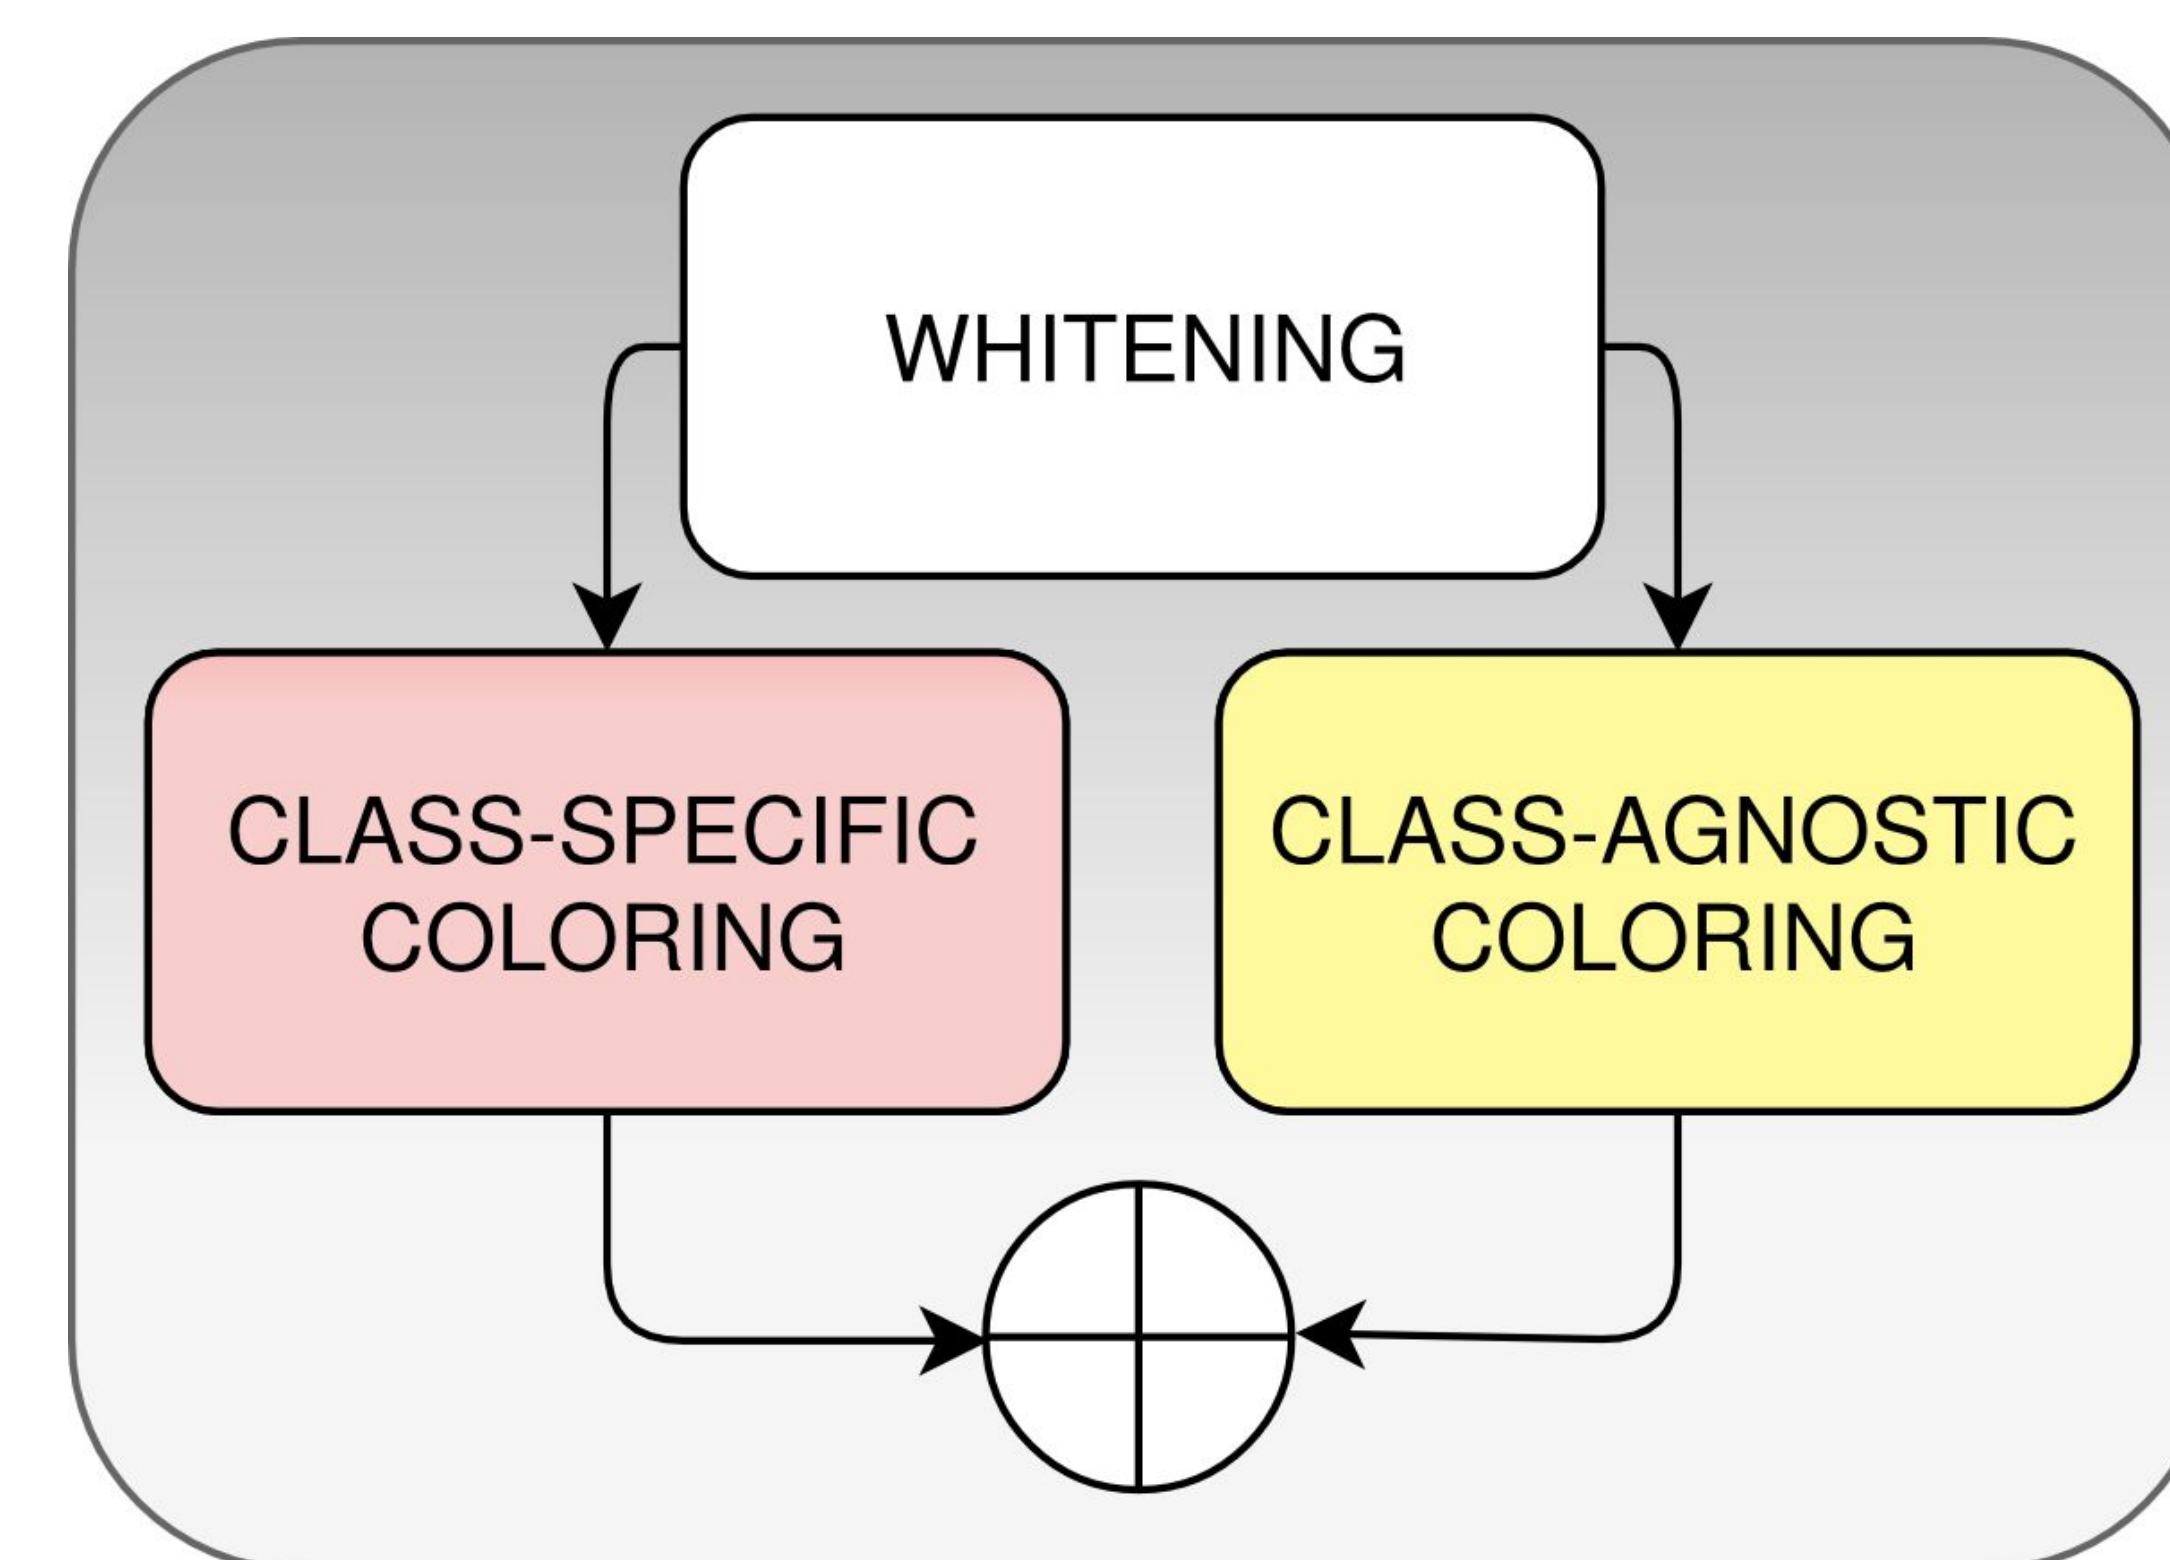 WHITENING
CLASS-SPECIFIC
COLORING
CLASS-AGNOSTIC
COLORING